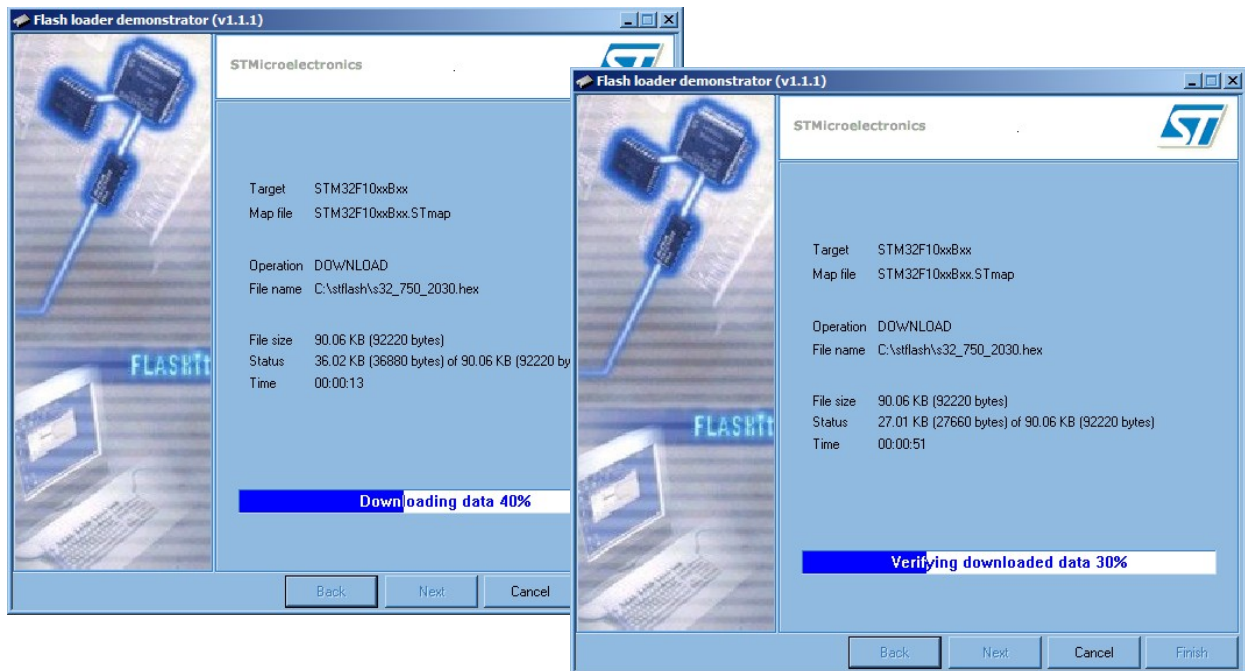 Flash loader demonstrator (v1.1.1)
STMicroelectronics
ST
Target STM32F10xxBxx
Map file STM32F10xxBxx.STmap
Operation DOWNLOAD
File name C:\stflash\s32_750_2030.hex
File size 90.06 KB (92220 bytes)
Status 36.02 KB (36880 bytes) of 90.06 KB (92220 by
Time 00:00:13
FLASHit
Downloading data 40%
Back Next Cancel
Flash loader demonstrator (v1.1.1)
STMicroelectronics
ST
Target STM32F10xxBxx
Map file STM32F10xxBxx.STmap
Operation DOWNLOAD
File name C:\stflash\s32_750_2030.hex
File size 90.06 KB (92220 bytes)
Status 27.01 KB (27660 bytes) of 90.06 KB (92220 bytes)
Time 00:00:51
FLASHit
Verifying downloaded data 30%
Back Next Cancel Finish